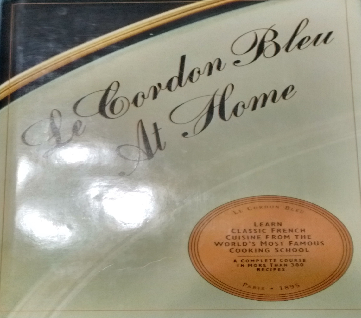 Le Cordon Bleu
At Home
LE CORDON BLEU
LEARN
CLASSIC FRENCH
CUISINE FROM THE
WORLD'S MOST FAMOUS
COOKING SCHOOL
A COMPLETE COURSE
IN MORE THAN 300
RECIPES
PARIS • 1895